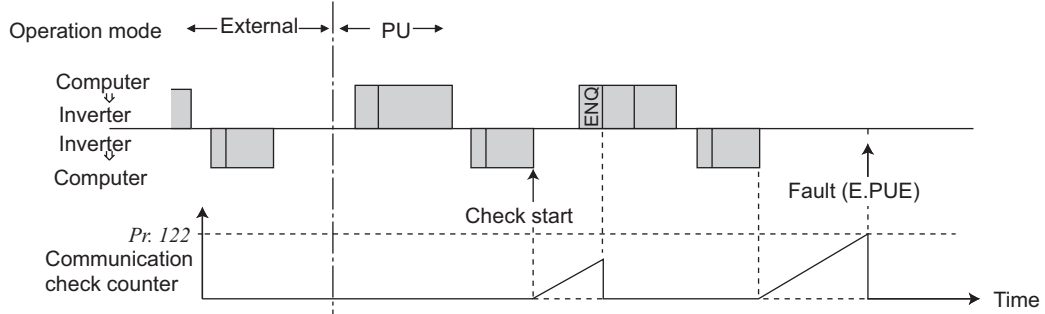 Operation mode
External
PU
Computer
⇩
Inverter
Inverter
⇩
Computer
ENQ
Check start
Fault (E.PUE)
Pr. 122
Communication
check counter
Time